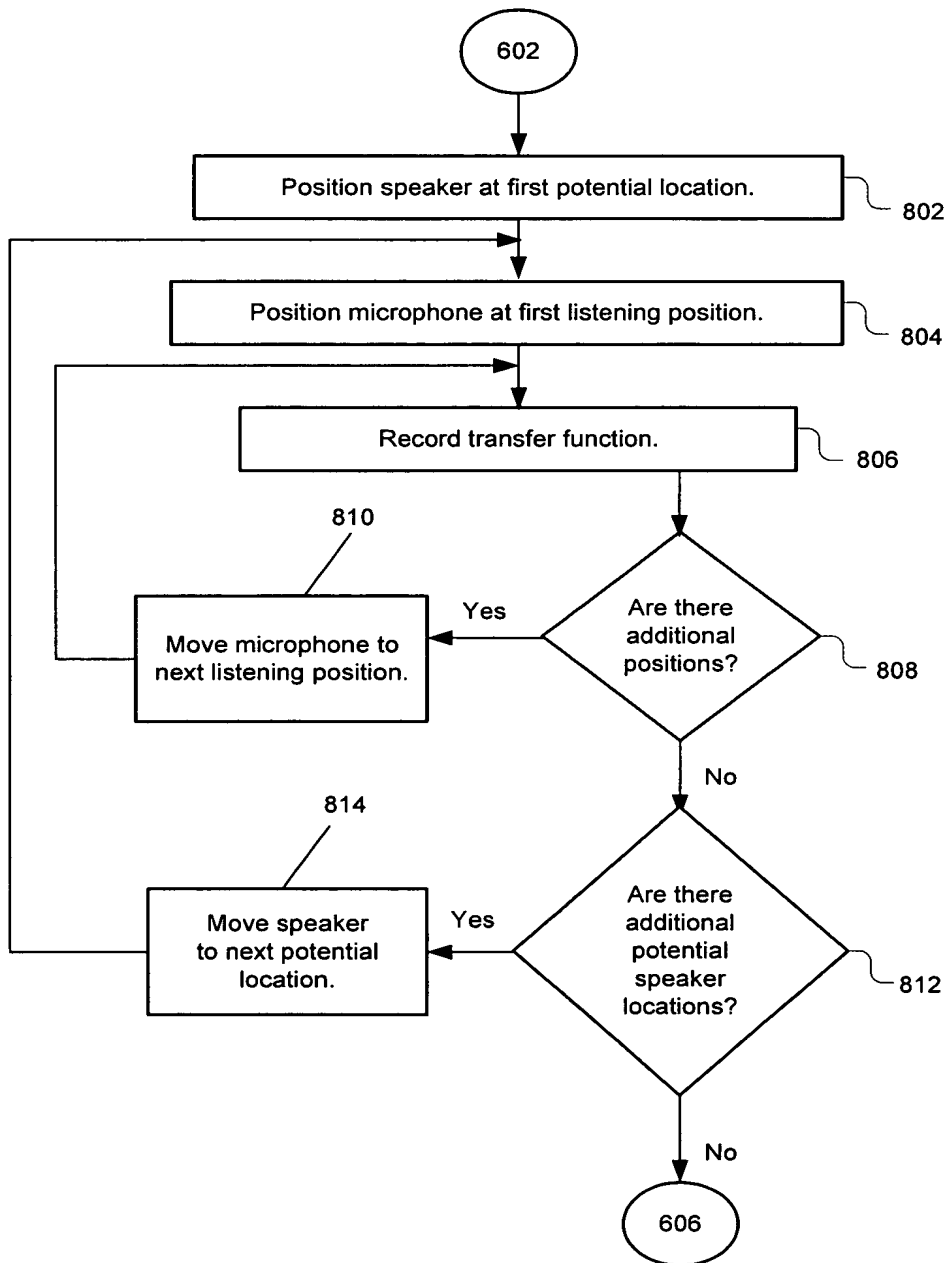 602
Position speaker at first potential location.
802
Position microphone at first listening position.
804
Record transfer function.
806
810
Move microphone to
next listening position.
Yes
Are there
additional
positions?
808
No
814
Move speaker
to next potential
location.
Yes
Are there
additional
potential
speaker
locations?
812
No
606